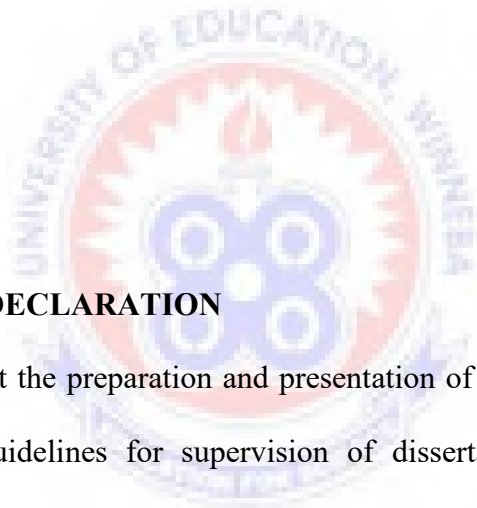 UNIVERSITY OF EDUCATION, WINNEBA
DECLARATION
t the preparation and presentation of
uidelines for supervision of dissert